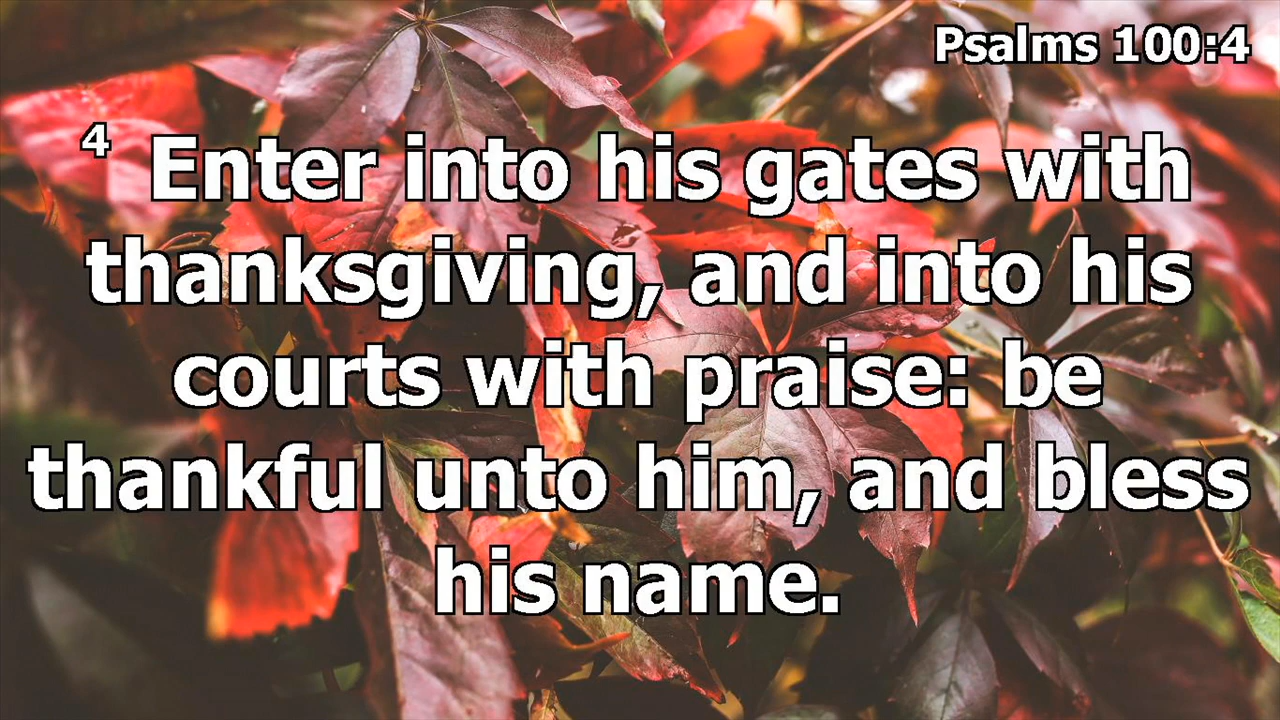 Psalms 100:4
4 Enter into his gates with
thanksgiving, and into his
courts with praise: be
thankful unto him, and bless
his name.